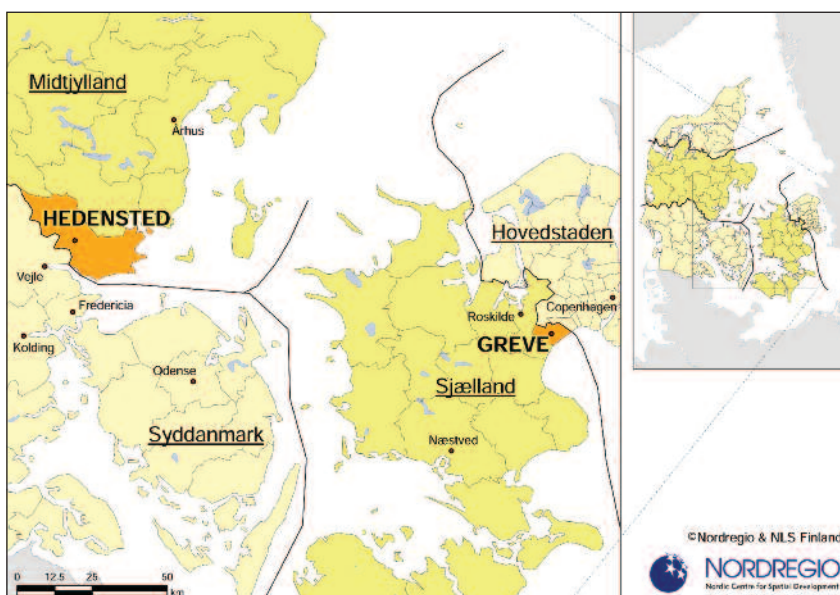 Midtjylland
Århus
HEDENSTED
Hovedstaden
Vejle
Fredericia
Roskilde
Copenhagen
Kolding
GREVE
Odense
Sjælland
Syddanmark
Næstved
©Nordregio & NLS Finland
NORDREGIO
Nordic Centre for Spatial Development
0 12.5 25 50
km